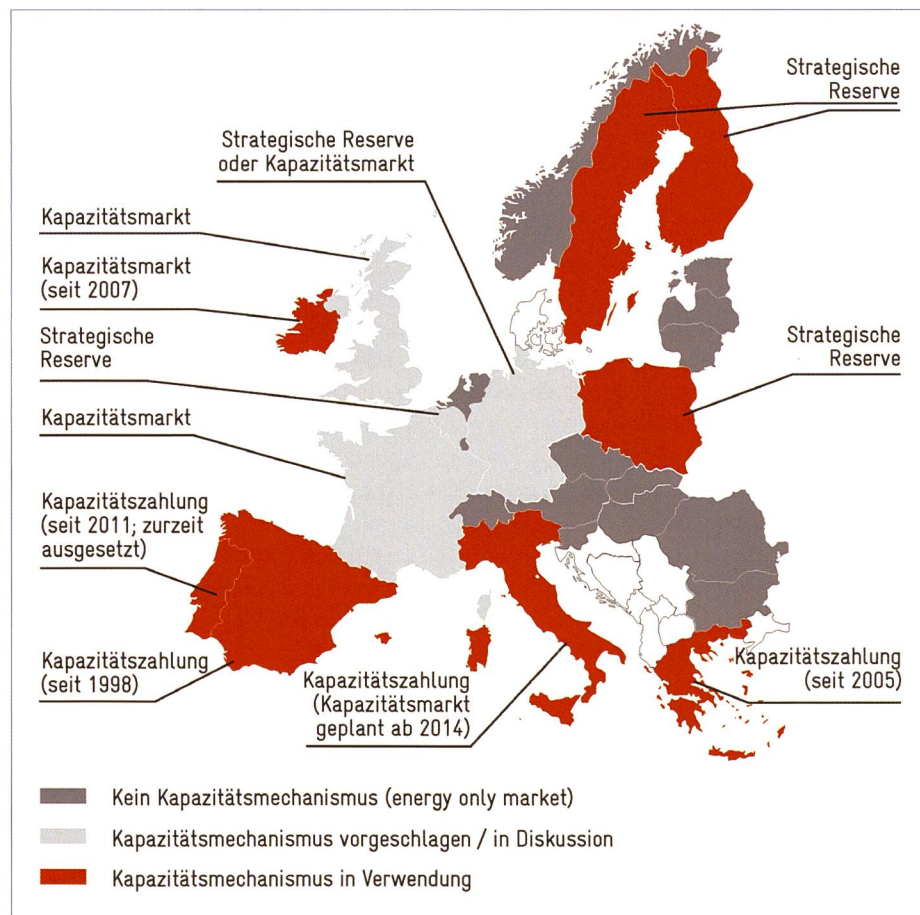 Strategische
Reserve
Strategische Reserve
oder Kapazitätsmarkt
Kapazitätsmarkt
Kapazitätsmarkt
(seit 2007)
Strategische
Reserve
Strategische
Reserve
Kapazitätsmarkt
Kapazitätszahlung
(seit 2011; zurzeit
ausgesetzt)
Kapazitätszahlung
(seit 1998)
Kapazitätszahlung
(Kapazitätsmarkt
geplant ab 2014)
Kapazitätszahlung
(seit 2005)
Kein Kapazitätsmechanismus (energy only market)
Kapazitätsmechanismus vorgeschlagen / in Diskussion
Kapazitätsmechanismus in Verwendung